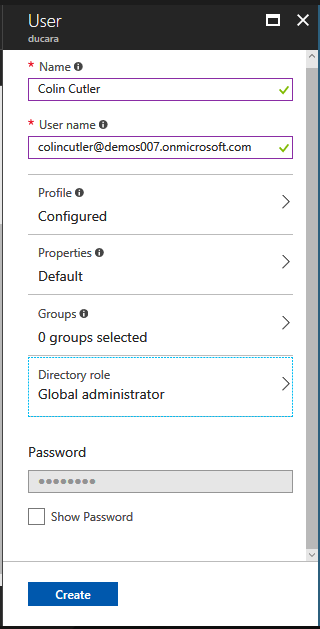 User
ducara
* Name
Colin Cutler
* User name
colincutler@demos007.onmicrosoft.com
Profile
Configured
Properties
Default
Groups
0 groups selected
Directory role
Global administrator
Password
Show Password
Create